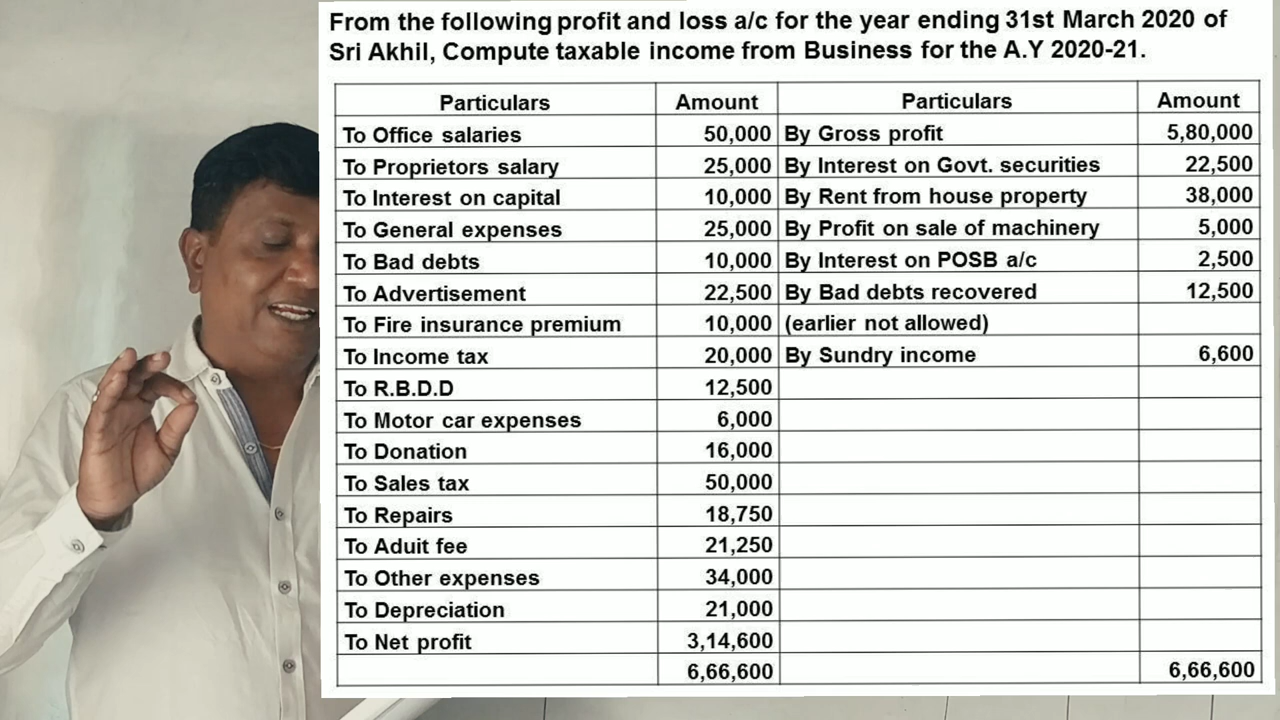 From the following profit and loss a/c for the year ending 31st March 2020 of
Sri Akhil, Compute taxable income from Business for the A.Y 2020-21.
Particulars Amount Particulars Amount
To Office salaries 50,000 By Gross profit 5,80,000
To Proprietors salary 25,000 By Interest on Govt. securities 22,500
To Interest on capital 10,000 By Rent from house property 38,000
To General expenses 25,000 By Profit on sale of machinery 5,000
To Bad debts 10,000 By Interest on POSB a/c 2,500
To Advertisement 22,500 By Bad debts recovered 12,500
To Fire insurance premium 10,000 (earlier not allowed)
To Income tax 20,000 By Sundry income 6,600
To R.B.D.D 12,500
To Motor car expenses 6,000
To Donation 16,000
To Sales tax 50,000
To Repairs 18,750
To Aduit fee 21,250
To Other expenses 34,000
To Depreciation 21,000
To Net profit 3,14,600
6,66,600 6,66,600